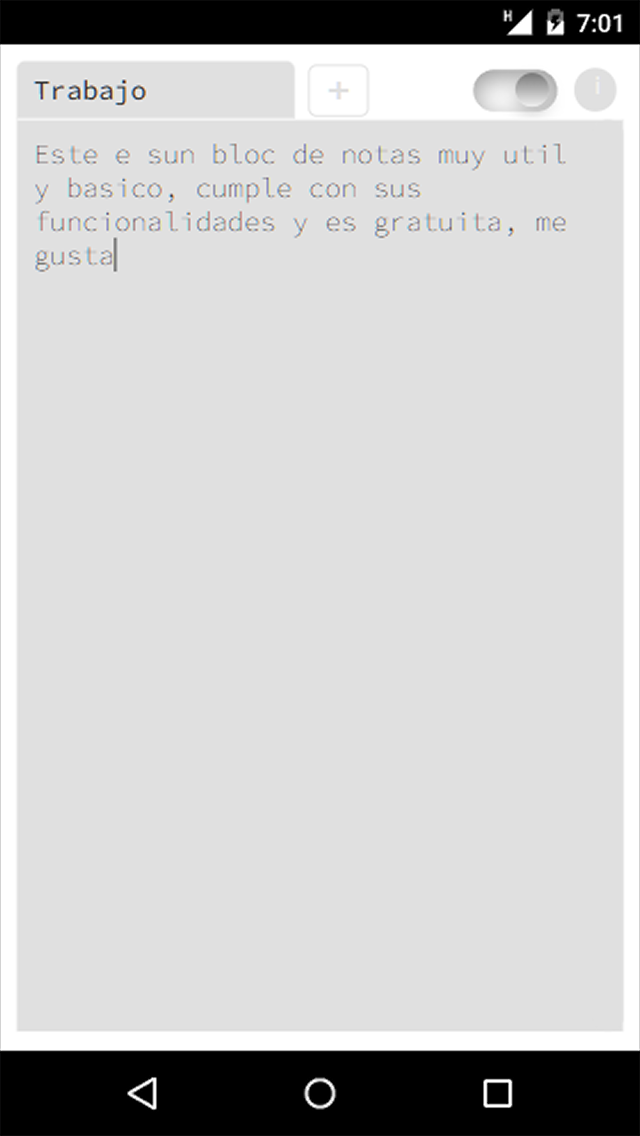 H 7:01
Trabajo + i
Este e sun bloc de notas muy util
y basico, cumple con sus
funcionalidades y es gratuita, me
gusta